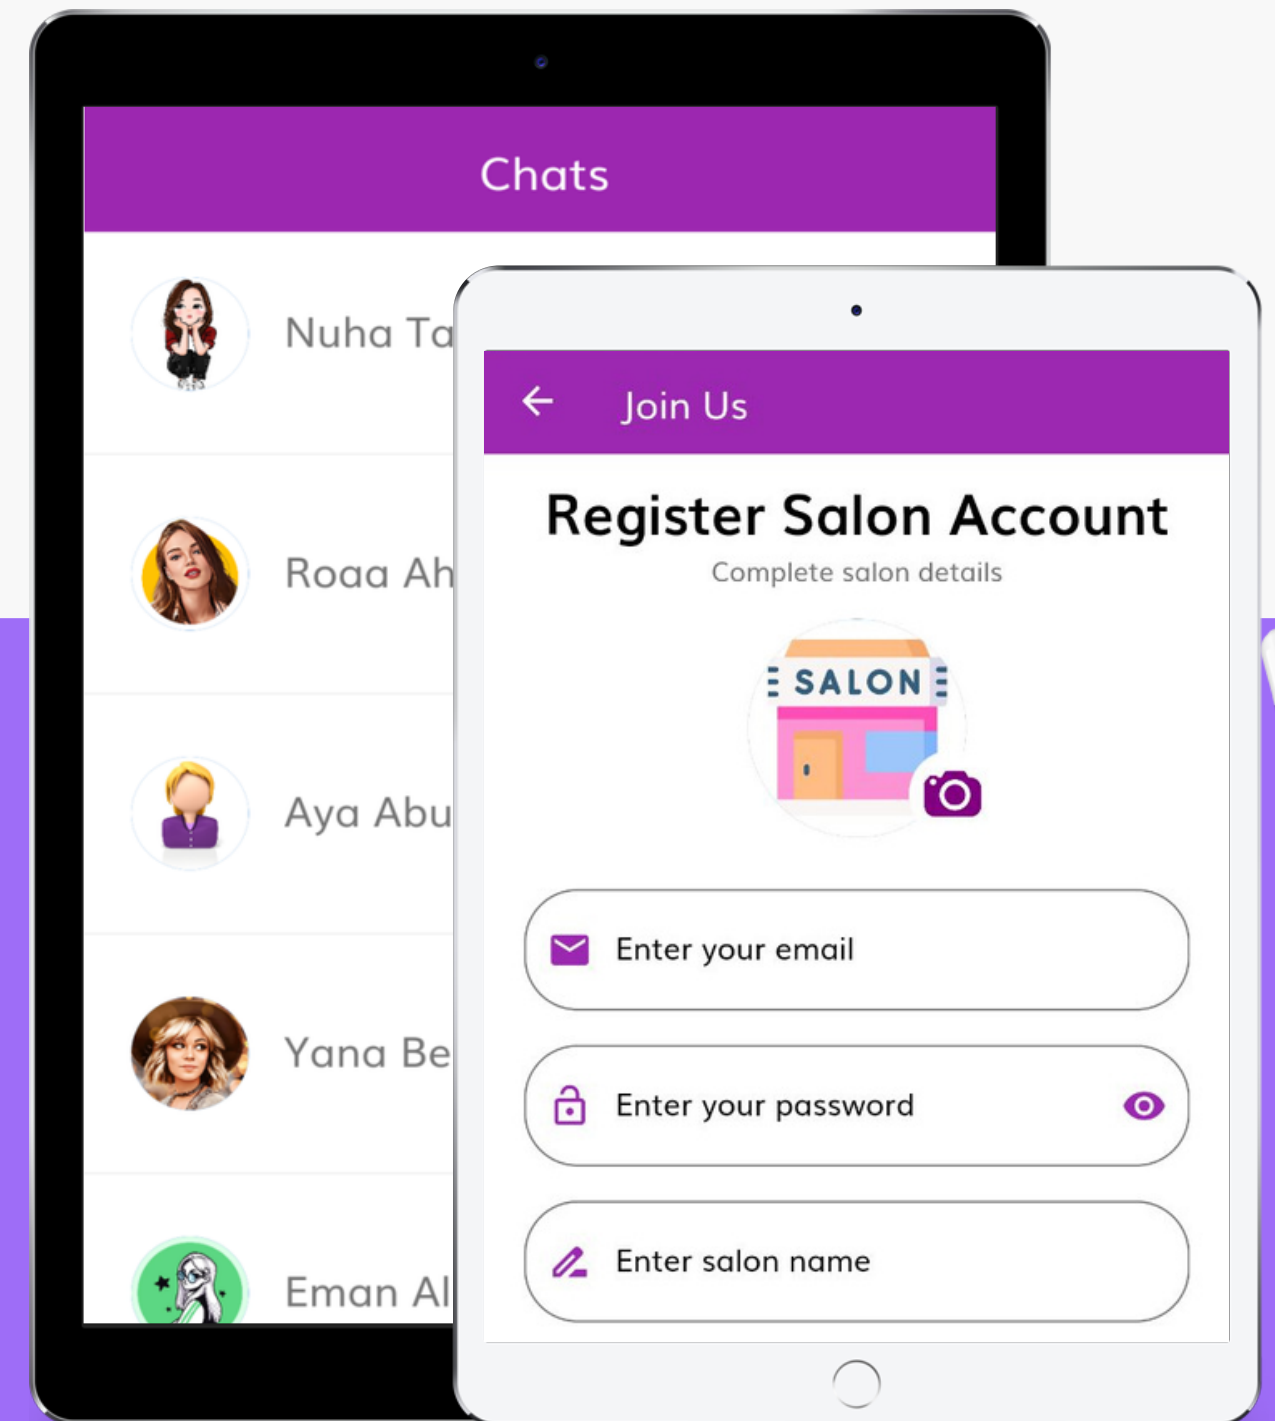 Chats
Nuha Ta
Roaa Ah
Aya Abu
Yana Be
Eman Al
Join Us
Register Salon Account
Complete salon details
SALON
Enter your email
Enter your password
Enter salon name